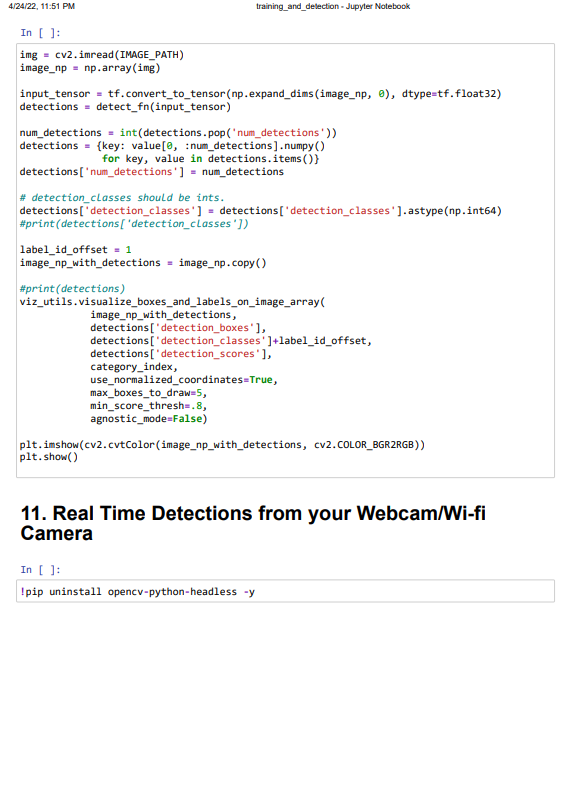 4/24/22, 11:51 PM training_and_detection - Jupyter Notebook
In [ ]:
img = cv2.imread(IMAGE_PATH)
image_np = np.array(img)
input_tensor = tf.convert_to_tensor(np.expand_dims(image_np, 0), dtype=tf.float32)
detections = detect_fn(input_tensor)
num_detections = int(detections.pop('num_detections'))
detections = {key: value[0, :num_detections].numpy()
for key, value in detections.items()}
detections['num_detections'] = num_detections
# detection_classes should be ints.
detections['detection_classes'] = detections['detection_classes'].astype(np.int64)
#print(detections['detection_classes'])
label_id_offset = 1
image_np_with_detections = image_np.copy()
#print(detections)
viz_utils.visualize_boxes_and_labels_on_image_array(
image_np_with_detections,
detections['detection_boxes'],
detections['detection_classes']+label_id_offset,
detections['detection_scores'],
category_index,
use_normalized_coordinates=True,
max_boxes_to_draw=5,
min_score_thresh=.8,
agnostic_mode=False)
plt.imshow(cv2.cvtColor(image_np_with_detections, cv2.COLOR_BGR2RGB))
plt.show()
11. Real Time Detections from your Webcam/Wi-fi
Camera
In [ ]:
!pip uninstall opencv-python-headless -y